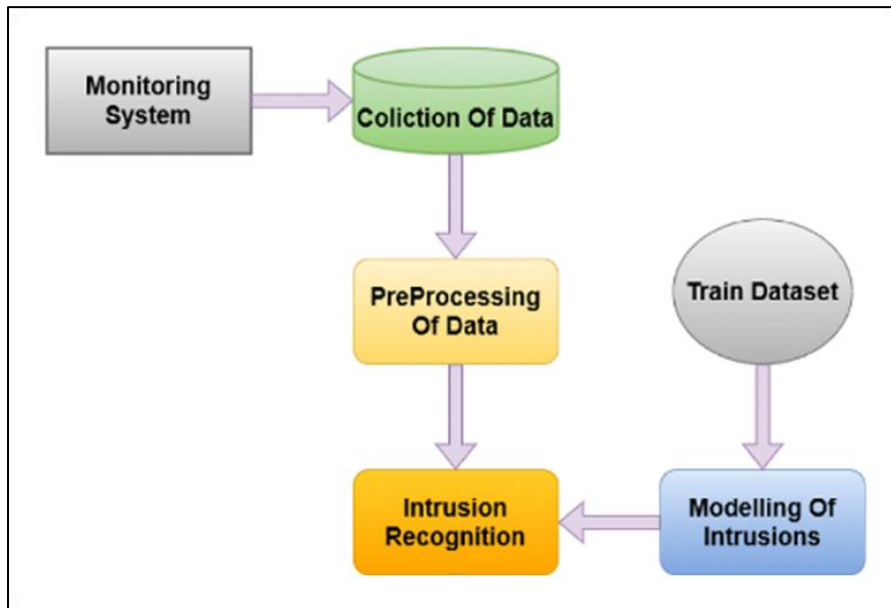 Monitoring
System
Coliction Of Data
PreProcessing
Of Data
Train Dataset
Intrusion
Recognition
Modelling Of
Intrusions